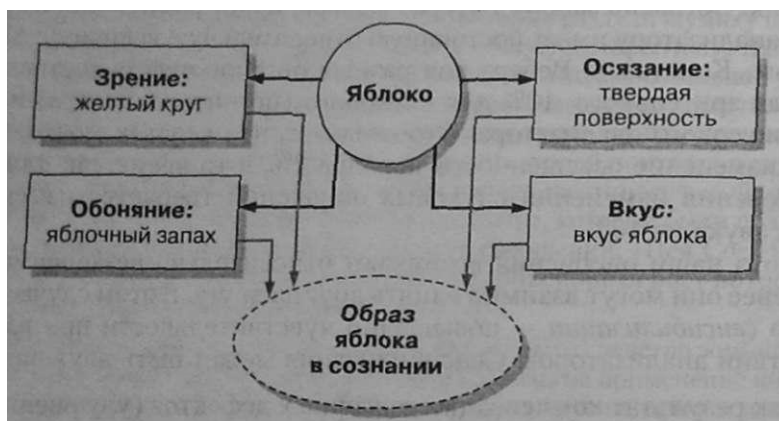 Зрение:
желтый круг
Яблоко
Осязание:
твердая
поверхность
Обоняние:
яблочный запах
Вкус:
вкус яблока
Образ
яблока
в сознании